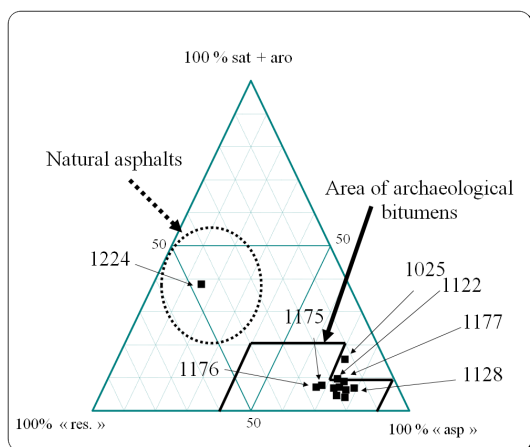 100 % sat + aro
Natural asphalts
Area of archaeological
bitumens
50
50
1224
1025
1122
1175
1177
1176
1128
100% « res. »
50
100 % « asp »